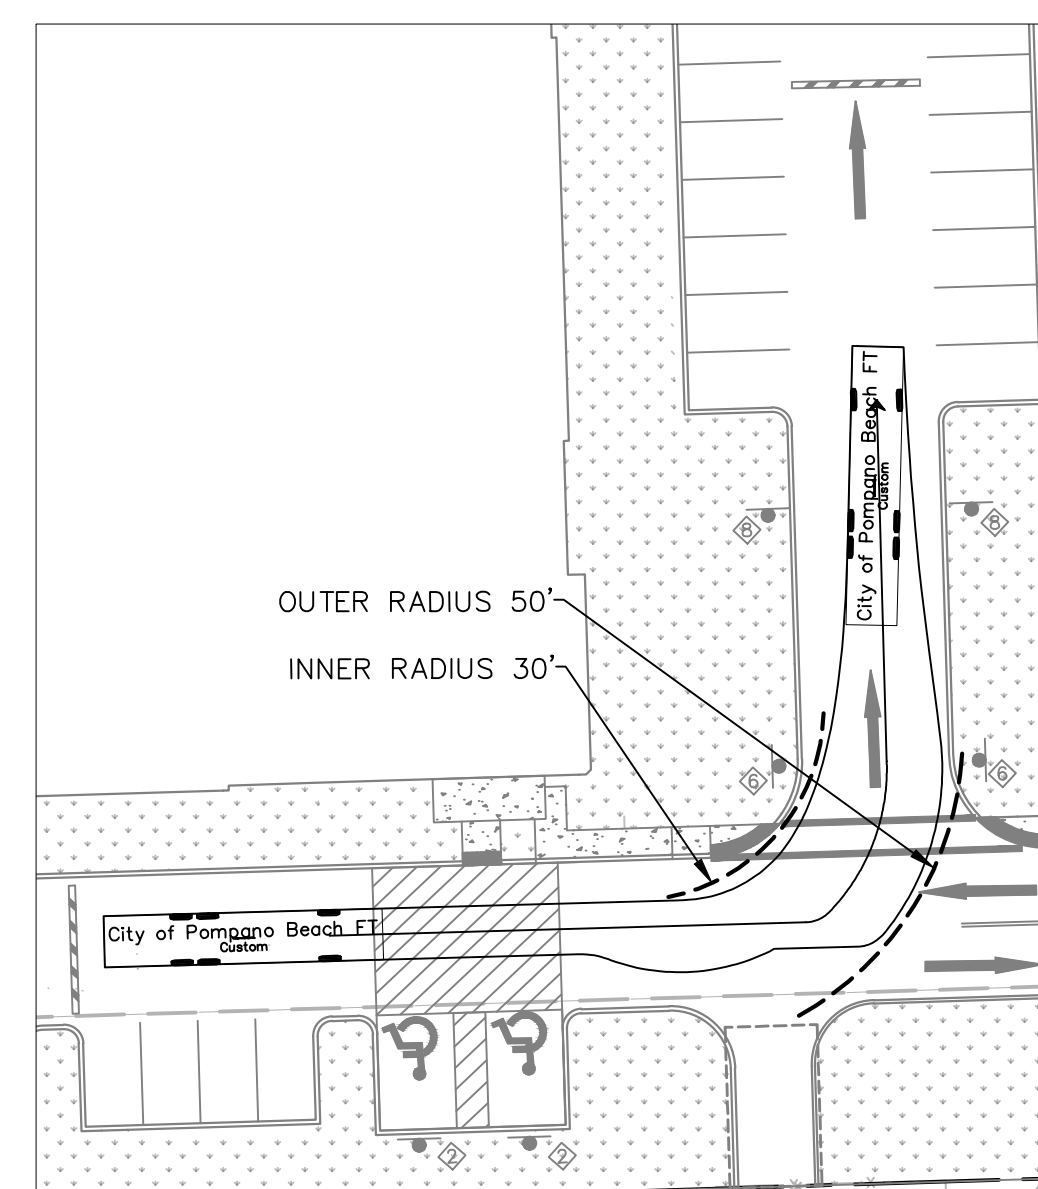 City of Pompano Beach FT
Custom
8
8
OUTER RADIUS 50'
INNER RADIUS 30'
6
6
City of Pompano Beach FT
Custom
2
2